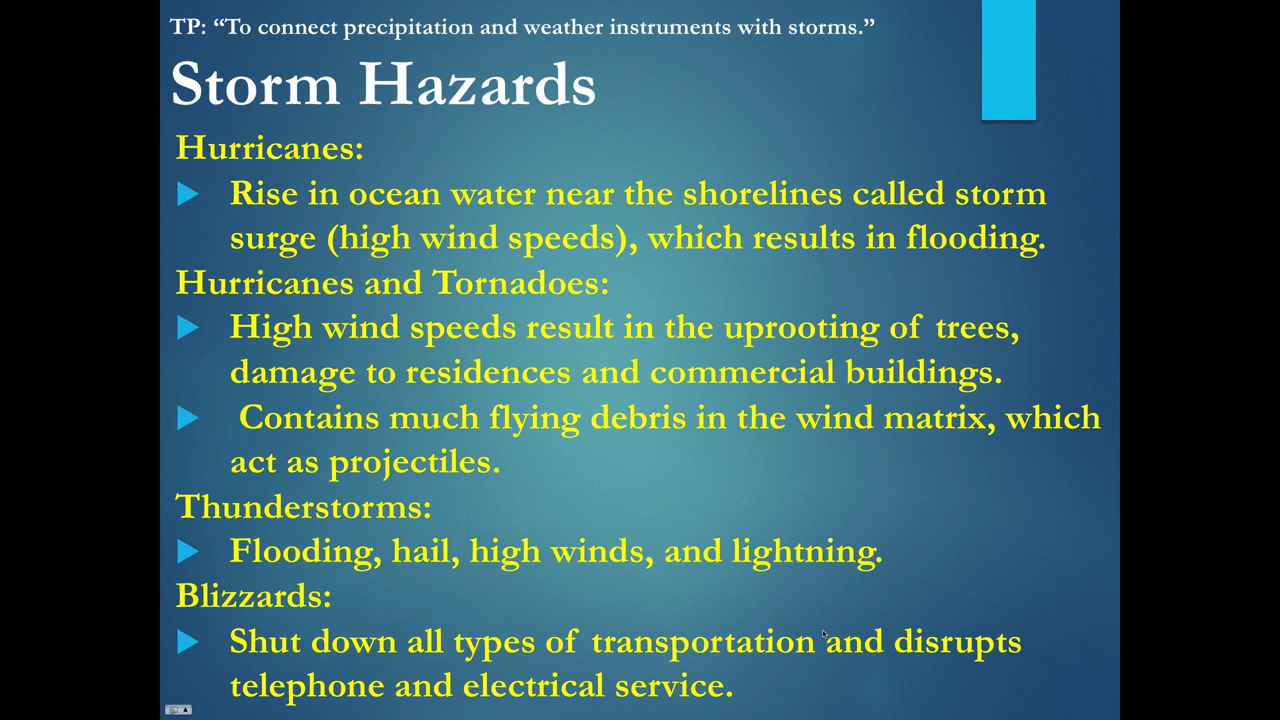 TP: “To connect precipitation and weather instruments with storms.”
Storm Hazards
Hurricanes:
Rise in ocean water near the shorelines called storm
surge (high wind speeds), which results in flooding.
Hurricanes and Tornadoes:
High wind speeds result in the uprooting of trees,
damage to residences and commercial buildings.
Contains much flying debris in the wind matrix, which
act as projectiles.
Thunderstorms:
Flooding, hail, high winds, and lightning.
Blizzards:
Shut down all types of transportation and disrupts
telephone and electrical service.